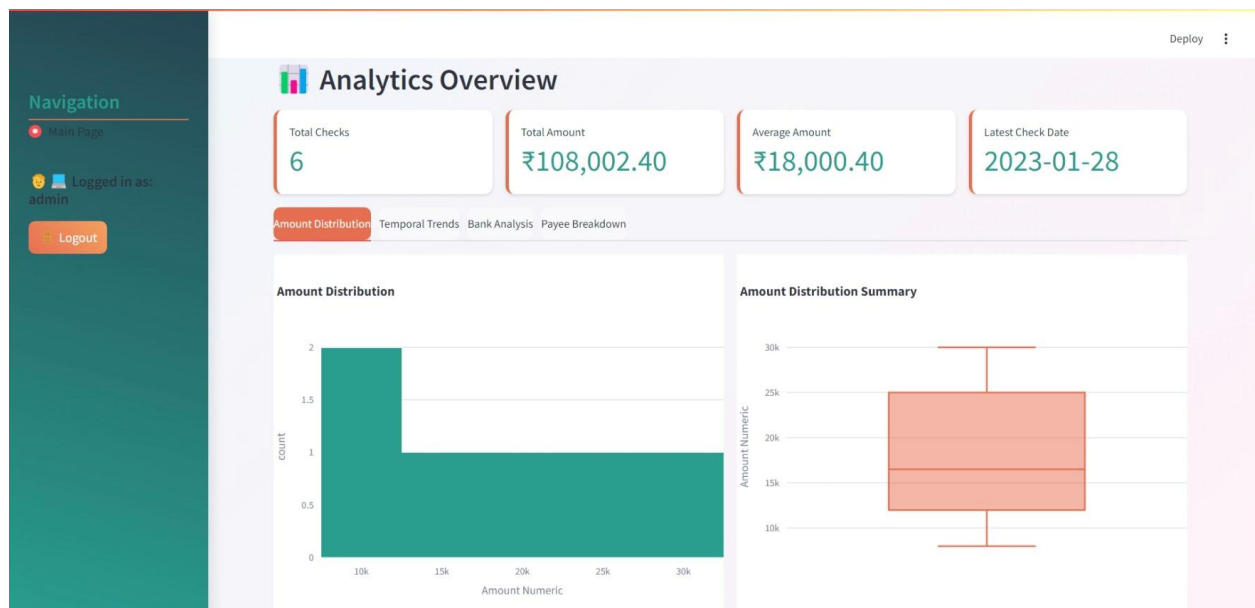 Deploy
Navigation
Main Page
Logged in as:
admin
Logout
Analytics Overview
Total Checks
6
Total Amount
₹108,002.40
Average Amount
₹18,000.40
Latest Check Date
2023-01-28
Amount Distribution Temporal Trends Bank Analysis Payee Breakdown
Amount Distribution
2
1.5
1
0.5
0
count
10k 15k 20k 25k 30k
Amount Numeric
Amount Distribution Summary
30k
25k
20k
15k
10k
Amount Numeric